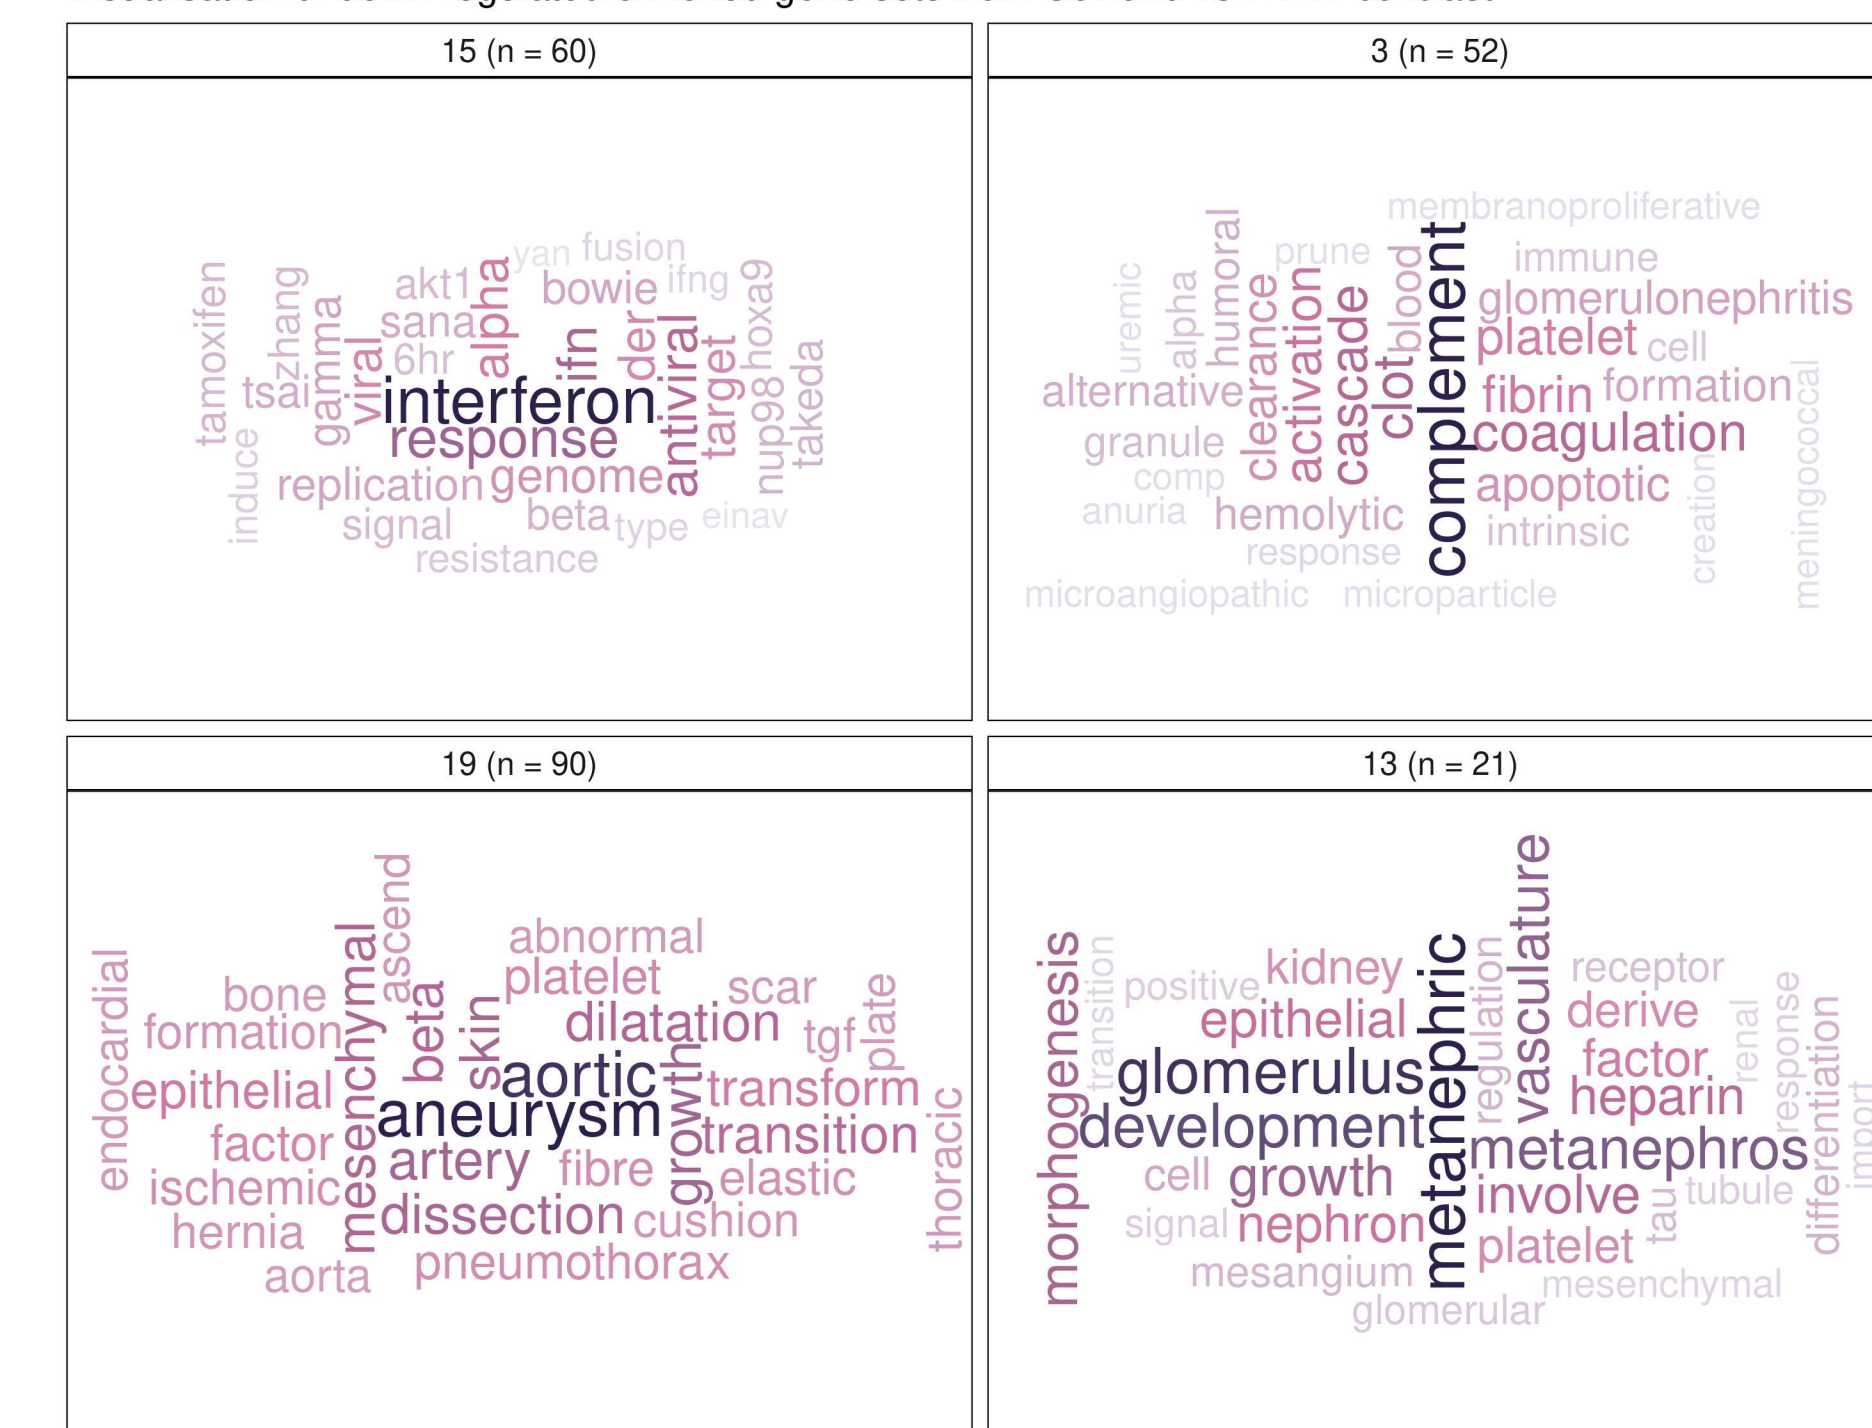 15 (n = 60)
yan fusion
akt1 alpha bowie ifng hoxa9
tamoxifen zhang gamma sana
viral 6hr ifn der antiviral target
tsai interferon nup98 takeda
response
induce replication genome
signal beta type einav
resistance
3 (n = 52)
membranoproliferative
uremic alpha humoral prune blood complement immune
clearance activation cascade glomerulonephritis
platelet cell
alternative clot fibrin formation meningococcal
granule coagulation
comp apoptotic creation
anuria hemolytic intrinsic
response
microangiopathic microparticle
19 (n = 90)
ascend
mesenchymal abnormal
endocardial bone beta skin platelet scar plate
formation dilatation tgf
epithelial aortic growth transform
aneurysm
factor artery fibre transition thoracic
ischemic elastic
hernia dissection cushion
aorta pneumothorax
13 (n = 21)
vasculature
morphogenesis transition positive kidney metanephric regulation receptor
epithelial derive renal response differentiation import
glomerulus factor.
development heparin
metanephros
cell growth involve tau tubule
signal nephron platelet
mesangium mesenchymal
glomerular